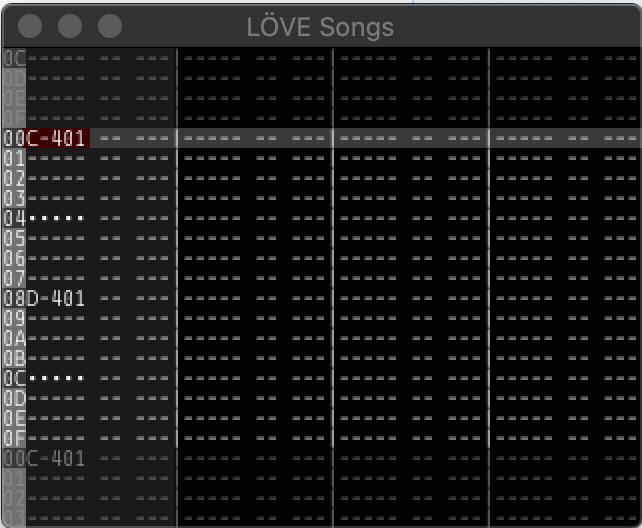 LÖVE Songs
0C----- -- --- ----- -- --- ----- -- --- ----- -- ---
0D----- -- --- ----- -- --- ----- -- --- ----- -- ---
0E----- -- --- ----- -- --- ----- -- --- ----- -- ---
0F----- -- --- ----- -- --- ----- -- --- ----- -- ---
00C-401 -- --- ----- -- --- ----- -- --- ----- -- ---
01----- -- --- ----- -- --- ----- -- --- ----- -- ---
02----- -- --- ----- -- --- ----- -- --- ----- -- ---
03----- -- --- ----- -- --- ----- -- --- ----- -- ---
04····· -- --- ----- -- --- ----- -- --- ----- -- ---
05----- -- --- ----- -- --- ----- -- --- ----- -- ---
06----- -- --- ----- -- --- ----- -- --- ----- -- ---
07----- -- --- ----- -- --- ----- -- --- ----- -- ---
08D-401 -- --- ----- -- --- ----- -- --- ----- -- ---
09----- -- --- ----- -- --- ----- -- --- ----- -- ---
0A----- -- --- ----- -- --- ----- -- --- ----- -- ---
0B----- -- --- ----- -- --- ----- -- --- ----- -- ---
0C····· -- --- ----- -- --- ----- -- --- ----- -- ---
0D----- -- --- ----- -- --- ----- -- --- ----- -- ---
0E----- -- --- ----- -- --- ----- -- --- ----- -- ---
0F----- -- --- ----- -- --- ----- -- --- ----- -- ---
00C-401 -- --- ----- -- --- ----- -- --- ----- -- ---
01----- -- --- ----- -- --- ----- -- --- ----- -- ---
02----- -- --- ----- -- --- ----- -- --- ----- -- ---
03----- -- --- ----- -- --- ----- -- --- ----- -- ---